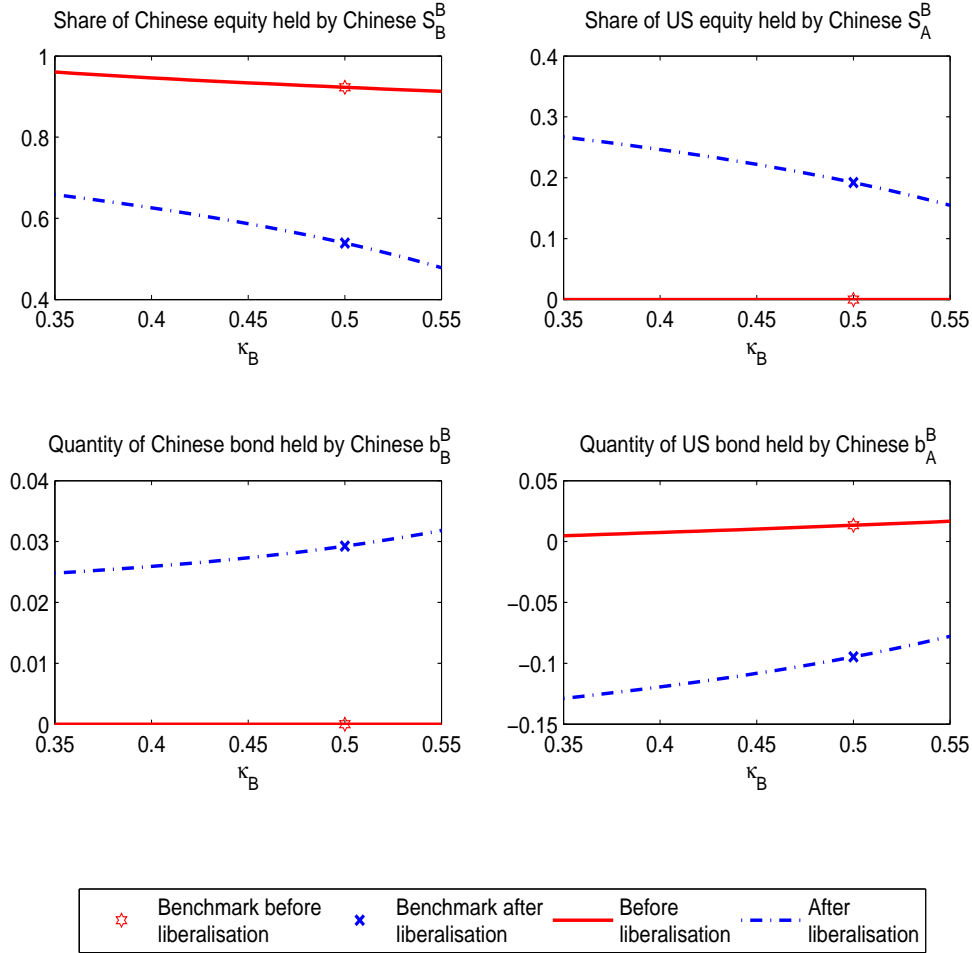 Share of Chinese equity held by Chinese S_B^B
1
0.8
0.6
0.4
0.35 0.4 0.45 0.5 0.55
κ_B
Share of US equity held by Chinese S_A^B
0.4
0.3
0.2
0.1
0
0.35 0.4 0.45 0.5 0.55
κ_B
Quantity of Chinese bond held by Chinese b_B^B
0.04
0.03
0.02
0.01
0
0.35 0.4 0.45 0.5 0.55
κ_B
Quantity of US bond held by Chinese b_A^B
0.05
0
−0.05
−0.1
−0.15
0.35 0.4 0.45 0.5 0.55
κ_B
Benchmark before
liberalisation
Benchmark after
liberalisation
Before
liberalisation
After
liberalisation